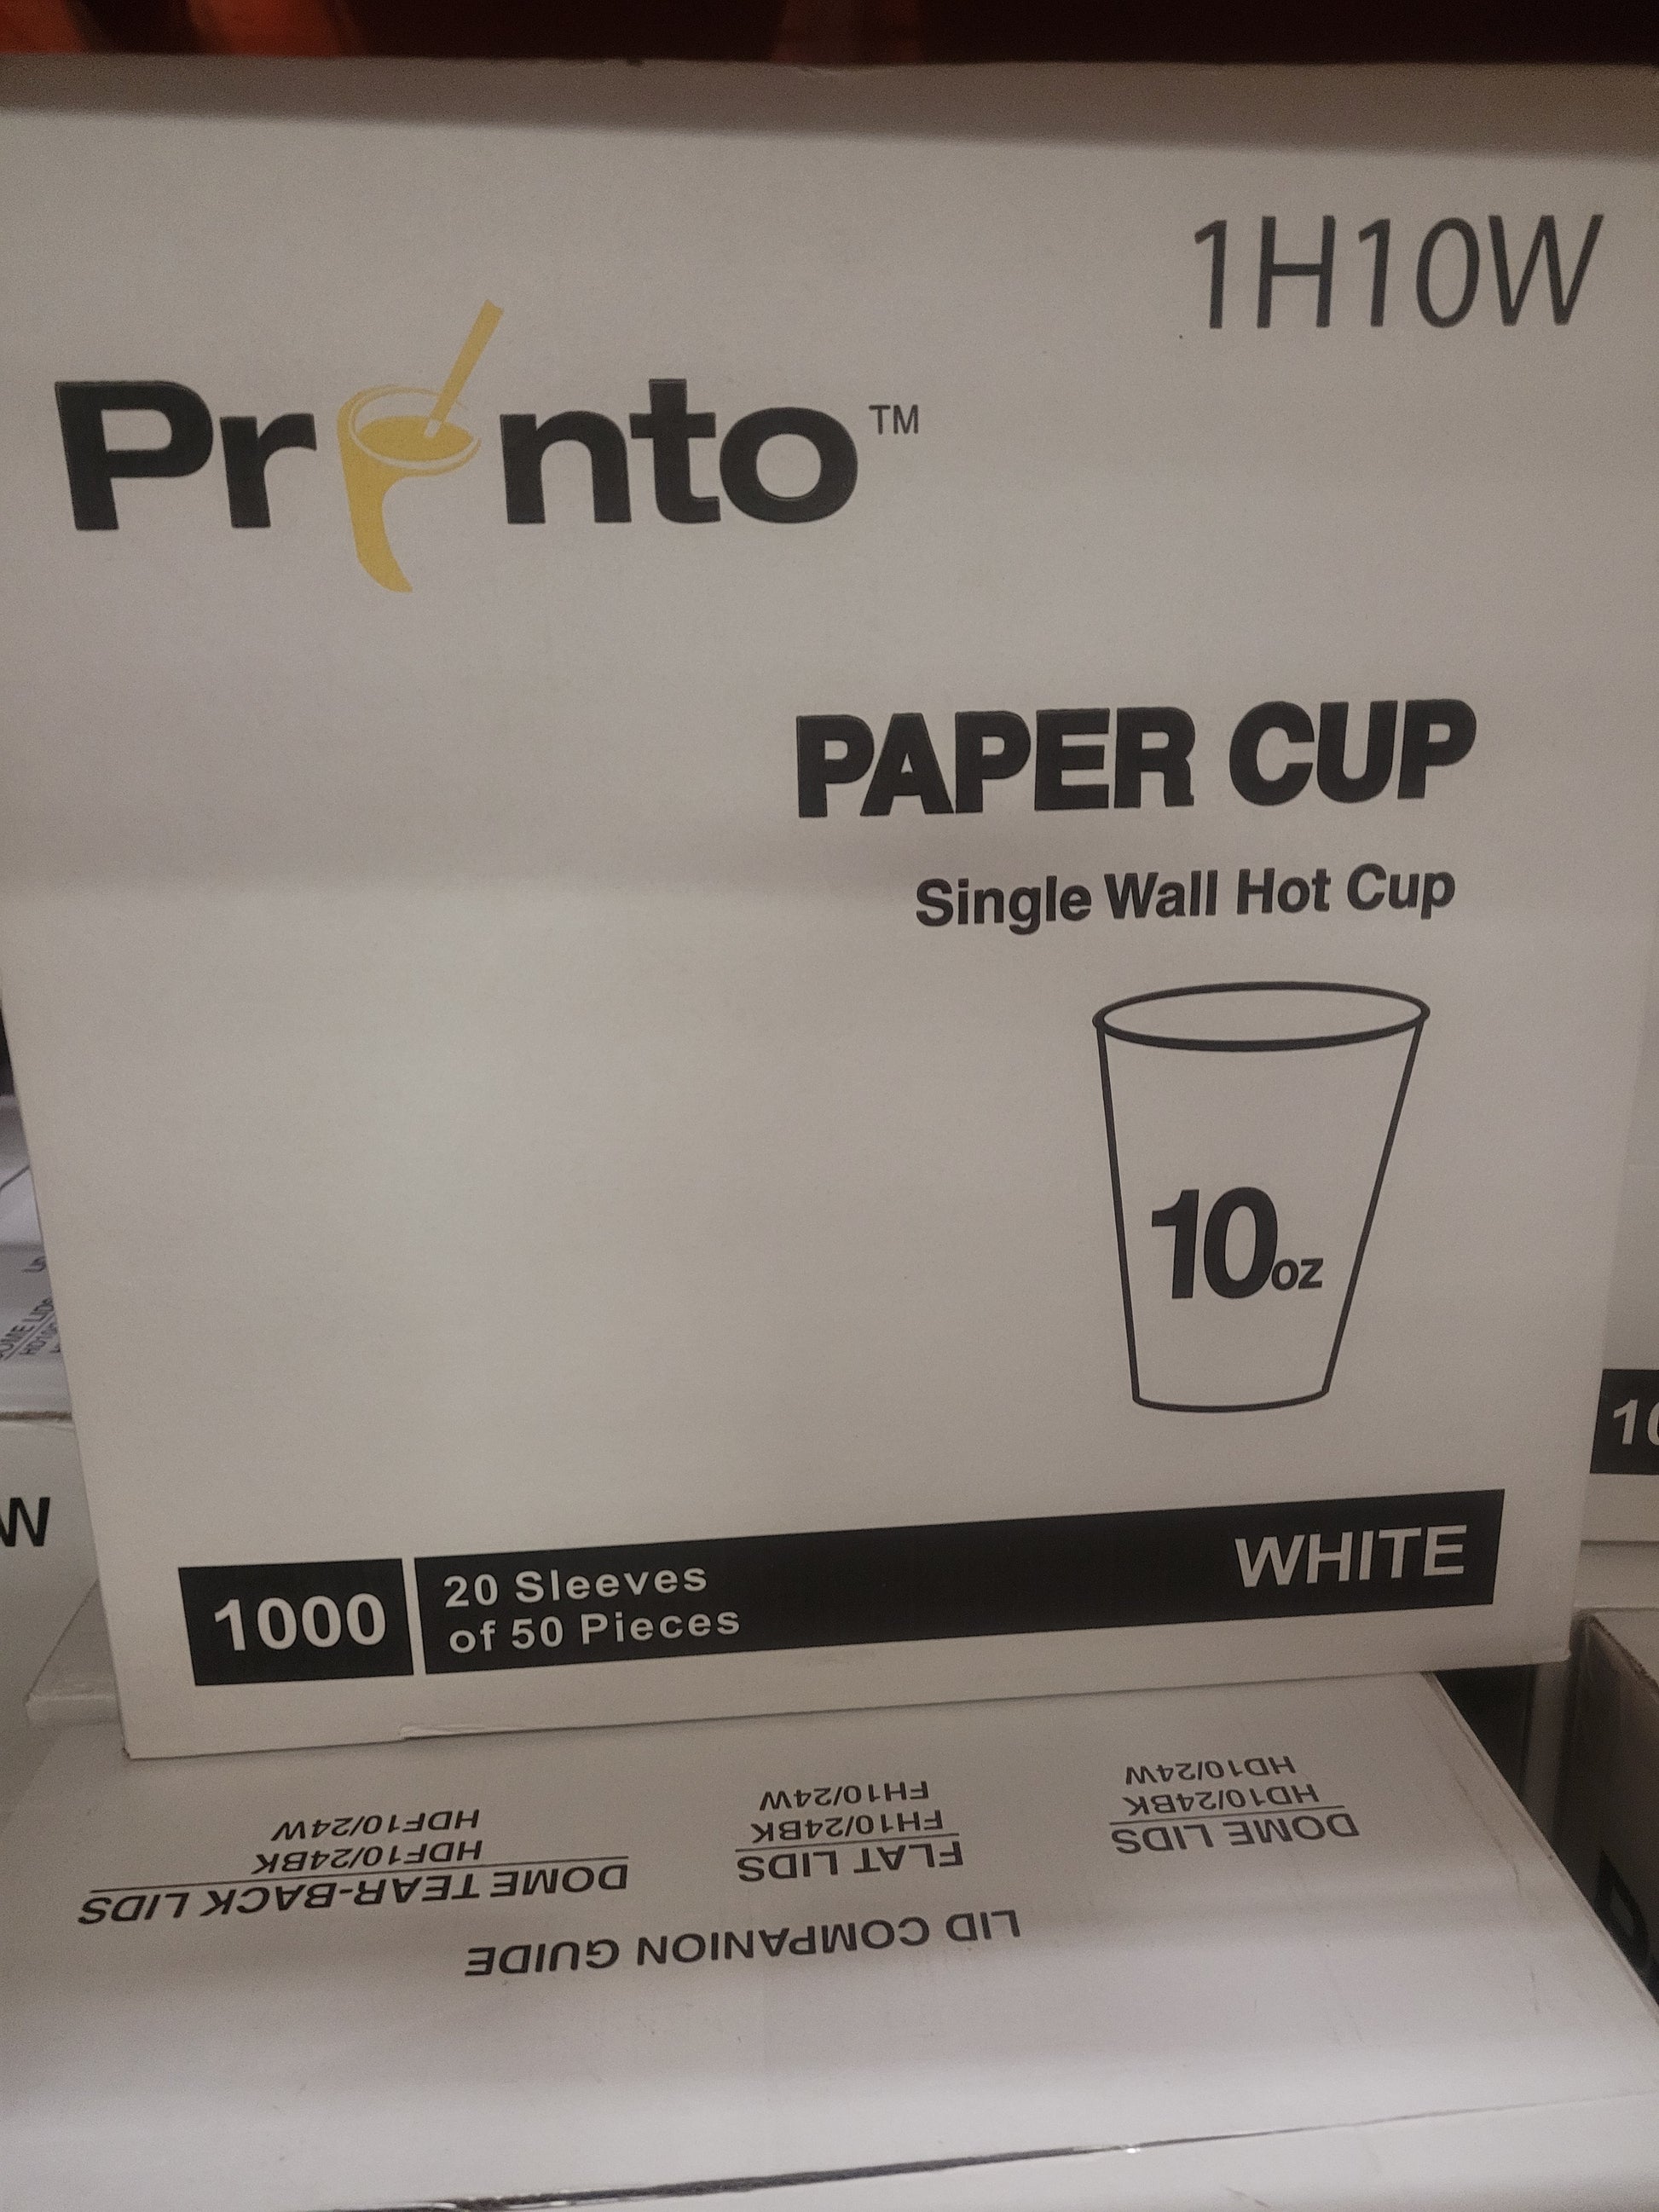 1H10W
Pronto™
PAPER CUP
Single Wall Hot Cup
10oz
1000
20 Sleeves
of 50 Pieces
WHITE
W
LID COMPANION GUIDE
DOME LIDS
HD10/24BK
HD10/24W
FLAT LIDS
FH10/24BK
FH10/24W
DOME TEAR-BACK LIDS
HDF10/24BK
HDF10/24W